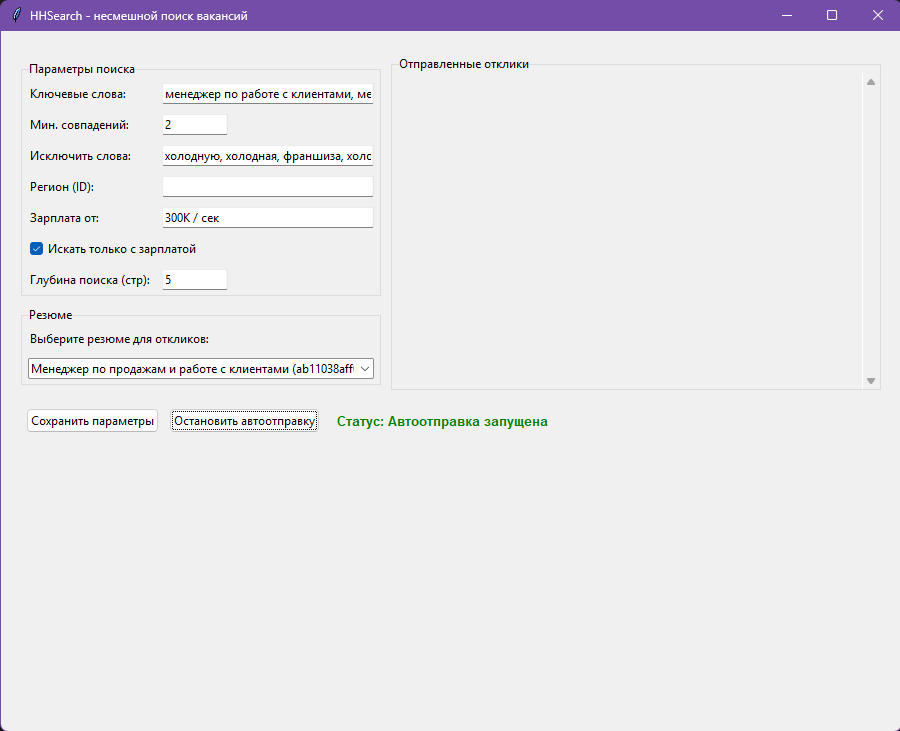 HHSearch - несмешной поиск вакансий
Параметры поиска
Ключевые слова: менеджер по работе с клиентами, ме
Мин. совпадений: 2
Исключить слова: холодную, холодная, франшиза, холо
Регион (ID):
Зарплата от: 300K / сек
Искать только с зарплатой
Глубина поиска (стр): 5
Резюме
Выберите резюме для откликов:
Менеджер по продажам и работе с клиентами (ab11038aff
Отправленные отклики
Сохранить параметры Остановить автоотправку Статус: Автоотправка запущена